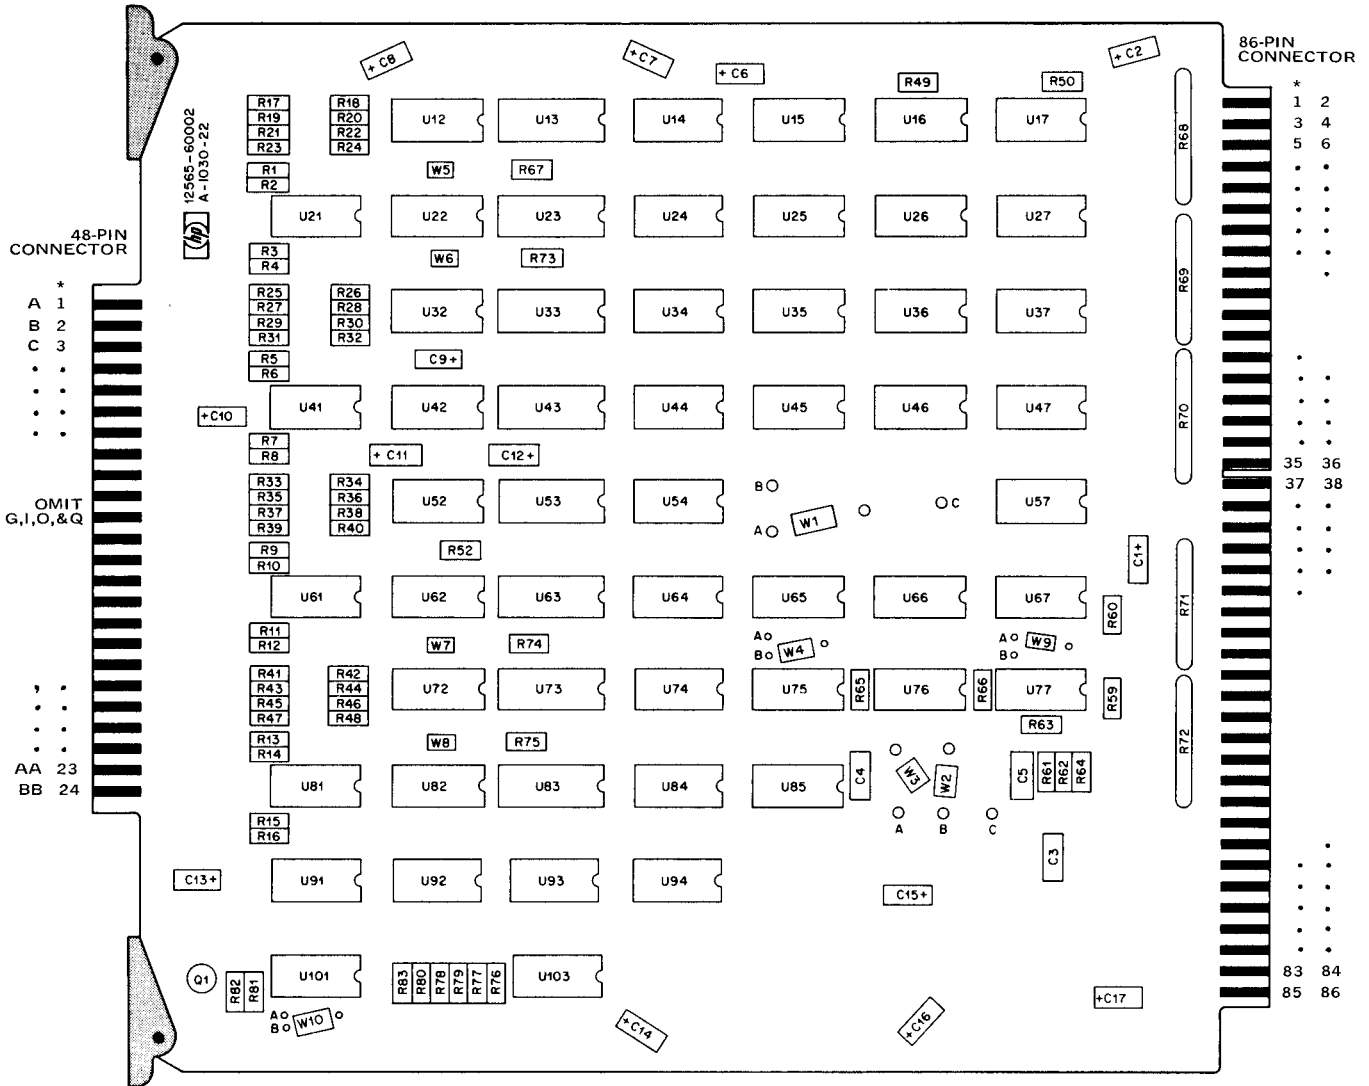 86-PIN
CONNECTOR
+ C8
+ C7
+ C6
+ C2
R49
R50
*
1 2
3 4
5 6
R17 R18
R19 R20
R21 R22
R23 R24
U12 U13 U14 U15 U16 U17
R68
12565-60002
A-1030-22
hp
R1
R2
W5
R67
U21 U22 U23 U24 U25 U26 U27
48-PIN
CONNECTOR
R3
R4
W6
R73
R69
*
A 1
B 2
C 3
R25 R26
R27 R28
R29 R30
R31 R32
U32 U33 U34 U35 U36 U37
R5
R6
C9+
+C10
U41 U42 U43 U44 U45 U46 U47
R70
R7
R8
+ C11
C12+
35 36
37 38
OMIT
G,I,O,&Q
R33 R34
R35 R36
R37 R38
R39 R40
U52 U53 U54
B
A
W1
C
U57
R9
R10
R52
C1+
U61 U62 U63 U64 U65 U66 U67
R60
R71
R11
R12
W7
R74
A
B
W4
A
B
W9
R41 R42
R43 R44
R45 R46
R47 R48
U72 U73 U74 U75
R65
U76
R66
U77
R59
R63
R13
R14
W8
R75
R72
AA 23
BB 24
U81 U82 U83 U84 U85
C4
W3
W2
C5
R61
R62
R64
A B C
R15
R16
C3
C13+
U91 U92 U93 U94
C15+
Q1
R82
R81
U101
R83
R80
R78
R79
R77
R76
U103
83 84
85 86
A
B
W10
+C14
+C16
+C17